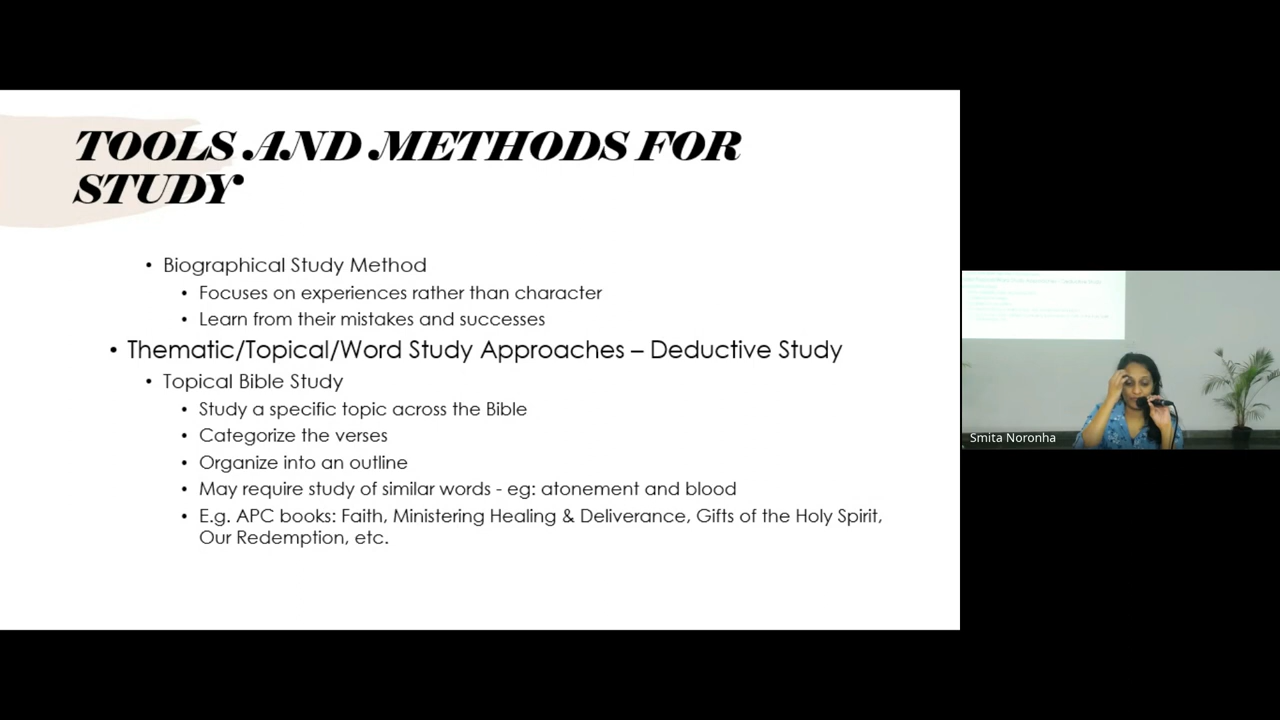 TOOLS AND METHODS FOR
STUDY
• Biographical Study Method
• Focuses on experiences rather than character
• Learn from their mistakes and successes
• Thematic/Topical/Word Study Approaches – Deductive Study
• Topical Bible Study
• Study a specific topic across the Bible
• Categorize the verses
• Organize into an outline
• May require study of similar words - eg: atonement and blood
• E.g. APC books: Faith, Ministering Healing & Deliverance, Gifts of the Holy Spirit,
Our Redemption, etc.
Smita Noronha